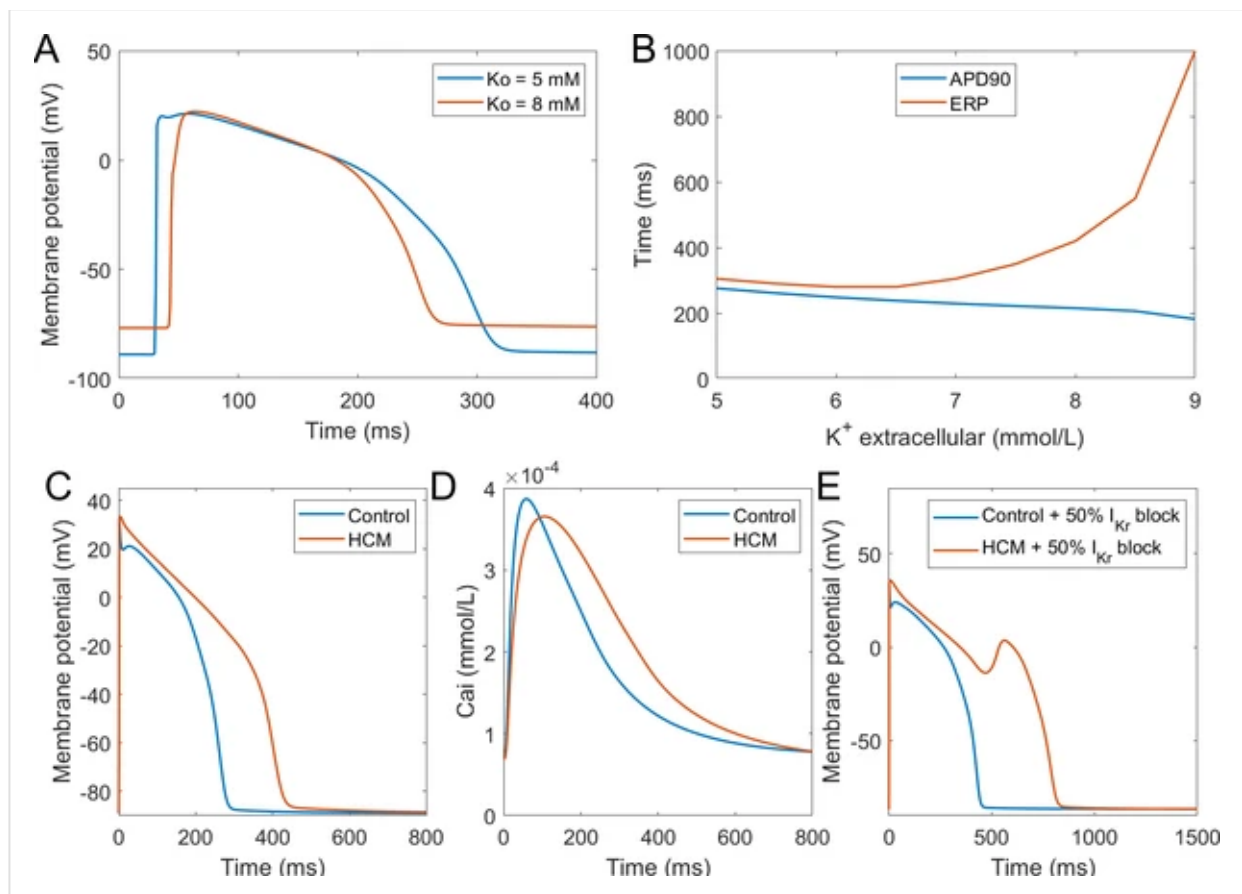 A
50
0
-50
-100
Membrane potential (mV)
0 100 200 300 400
Time (ms)
Ko = 5 mM
Ko = 8 mM
B
1000
800
600
400
200
0
Time (ms)
5 6 7 8 9
K+ extracellular (mmol/L)
APD90
ERP
C
40
20
0
-20
-40
-60
-80
Membrane potential (mV)
0 200 400 600 800
Time (ms)
Control
HCM
D
×10-4
4
3
2
1
0
Cai (mmol/L)
0 200 400 600 800
Time (ms)
Control
HCM
E
50
0
-50
Membrane potential (mV)
0 500 1000 1500
Time (ms)
Control + 50% IKr block
HCM + 50% IKr block